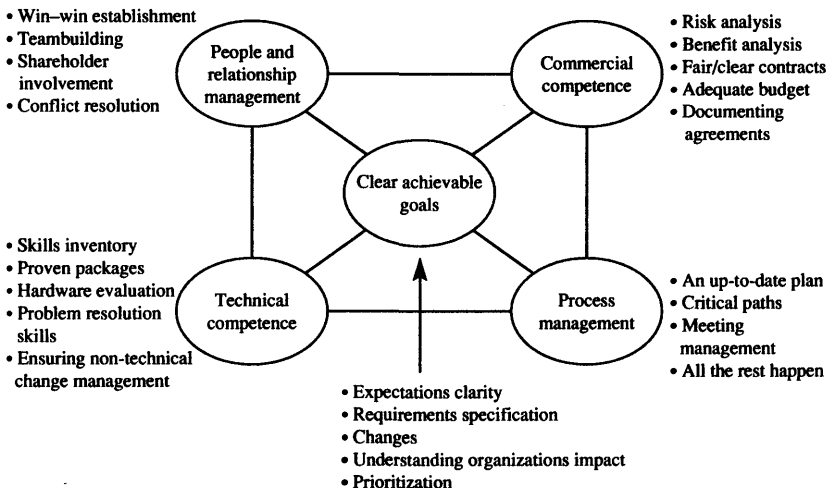 • Win–win establishment
• Teambuilding
• Shareholder
involvement
• Conflict resolution
People and
relationship
management
Commercial
competence
• Risk analysis
• Benefit analysis
• Fair/clear contracts
• Adequate budget
• Documenting
agreements
Clear achievable
goals
• Skills inventory
• Proven packages
• Hardware evaluation
• Problem resolution
skills
• Ensuring non-technical
change management
Technical
competence
Process
management
• An up-to-date plan
• Critical paths
• Meeting
management
• All the rest happen
• Expectations clarity
• Requirements specification
• Changes
• Understanding organizations impact
• Prioritization